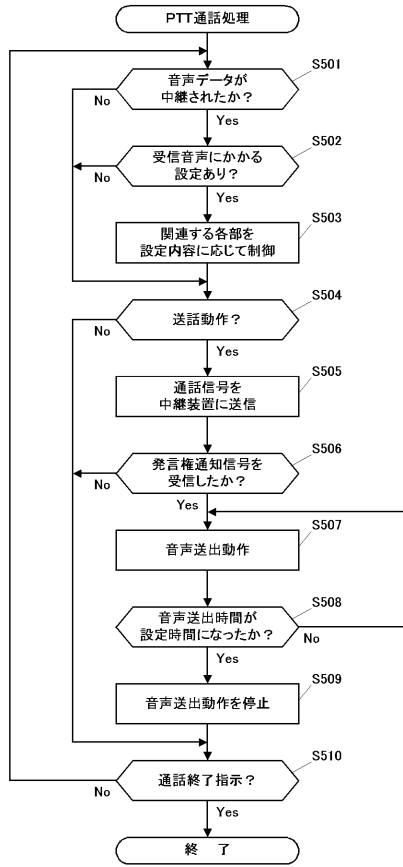 PTT通話処理
S501
音声データが
中継されたか？
No
Yes
S502
受信音声にかかる
設定あり？
No
Yes
S503
関連する各部を
設定内容に応じて制御
S504
送話動作？
No
Yes
S505
通話信号を
中継装置に送信
S506
発言権通知信号を
受信したか？
No
Yes
S507
音声送出動作
S508
音声送出時間が
設定時間になったか？
No
Yes
S509
音声送出動作を停止
S510
通話終了指示？
No
Yes
終　了